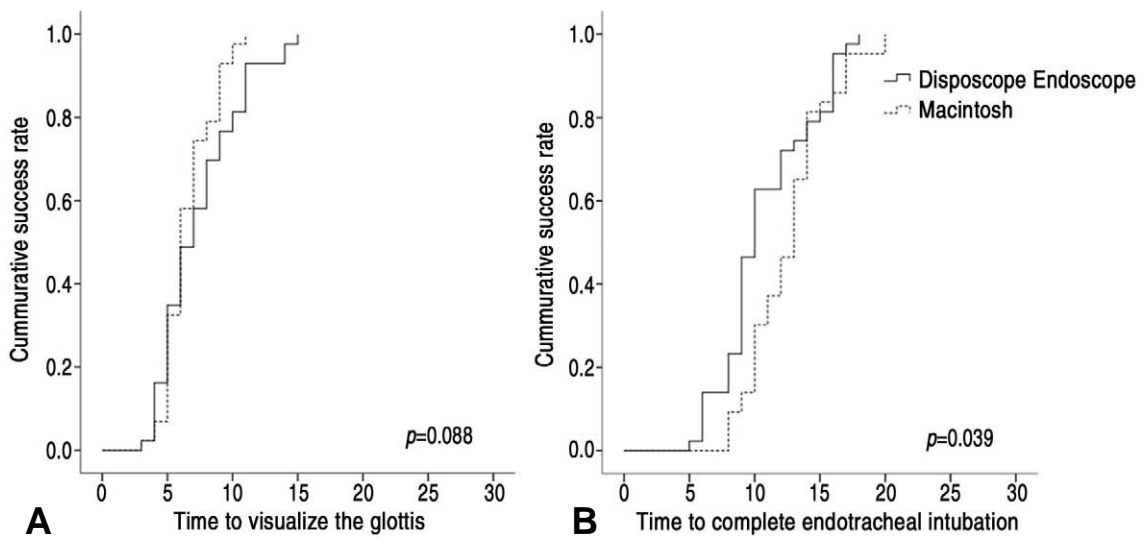 Cummurative success rate
1.0
0.8
0.6
0.4
0.2
0.0
p=0.088
0 5 10 15 20 25 30
A Time to visualize the glottis
Cummurative success rate
1.0
0.8
0.6
0.4
0.2
0.0
Disposcope Endoscope
Macintosh
p=0.039
0 5 10 15 20 25 30
B Time to complete endotracheal intubation